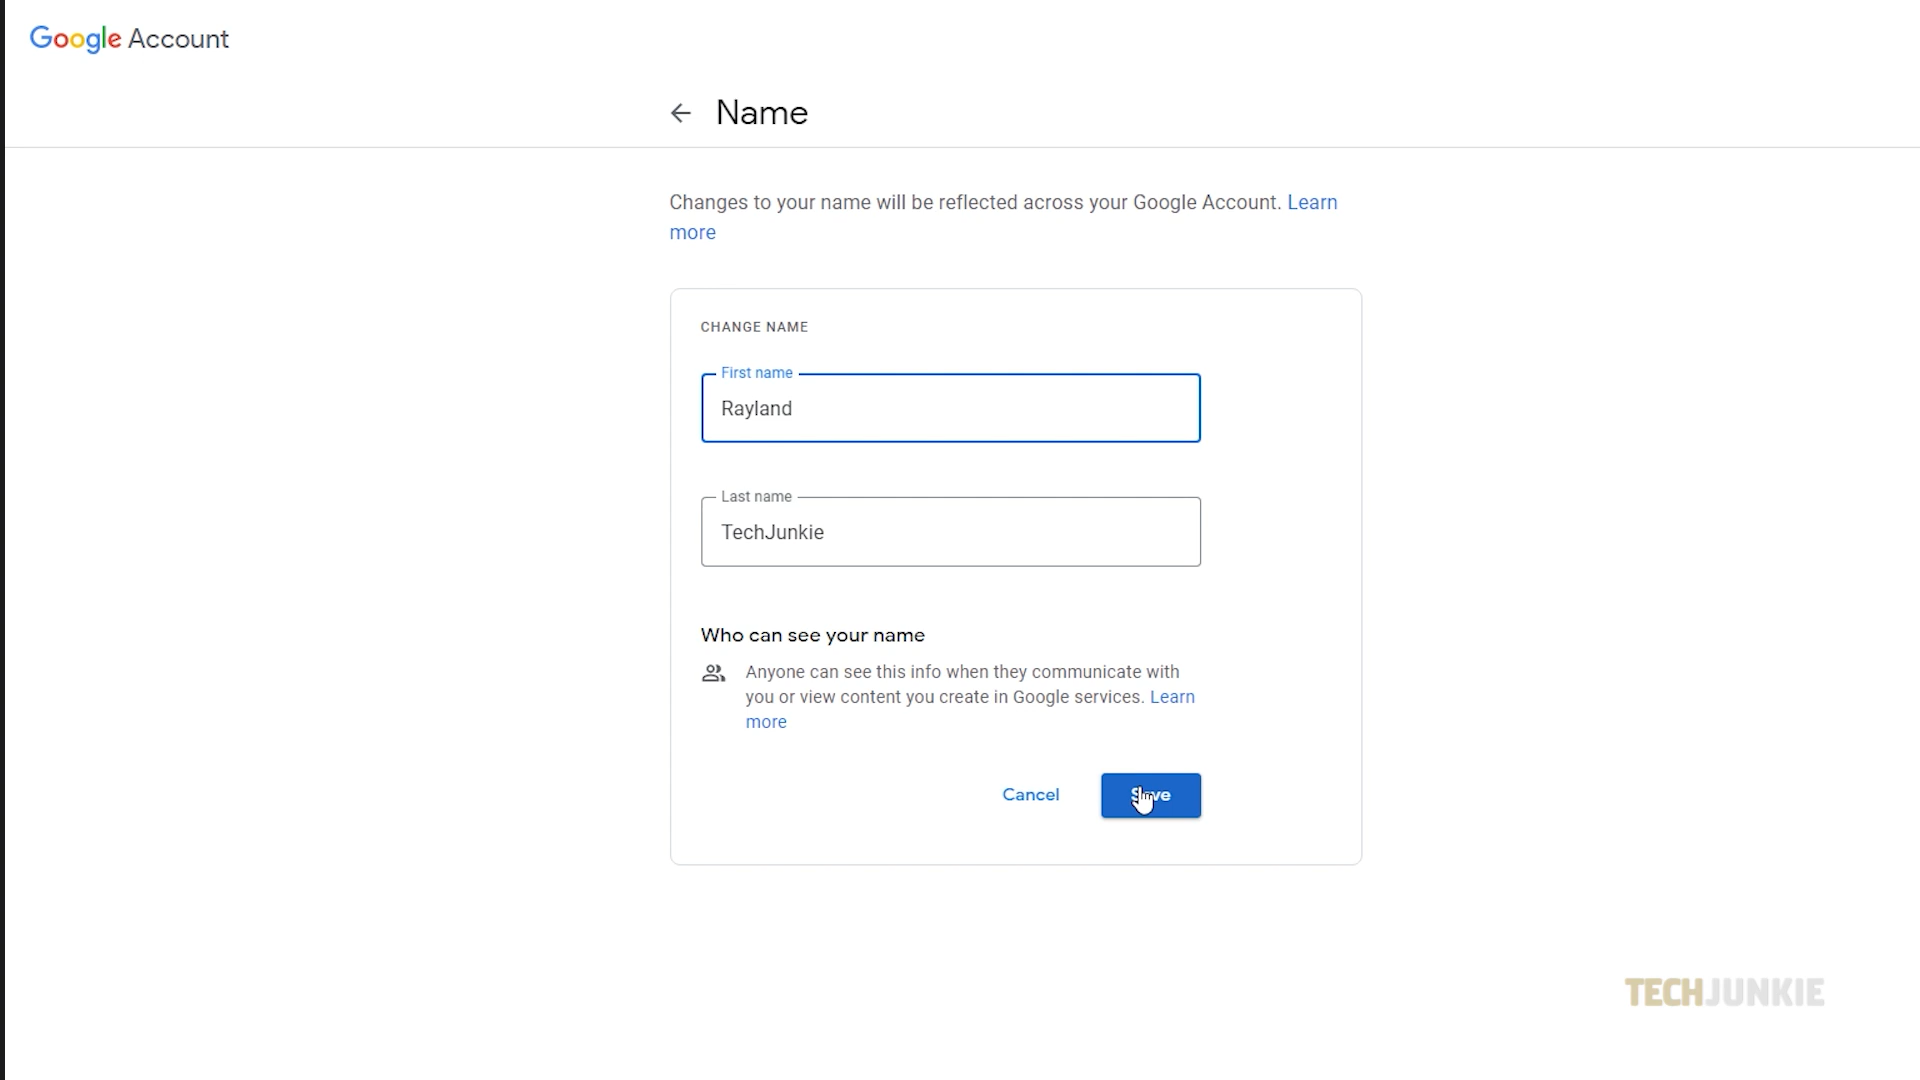 Google Account
Name
Changes to your name will be reflected across your Google Account. Learn
more
CHANGE NAME
First name
Rayland
Last name
TechJunkie
Who can see your name
Anyone can see this info when they communicate with
you or view content you create in Google services. Learn
more
Cancel
Save
TECHJUNKIE